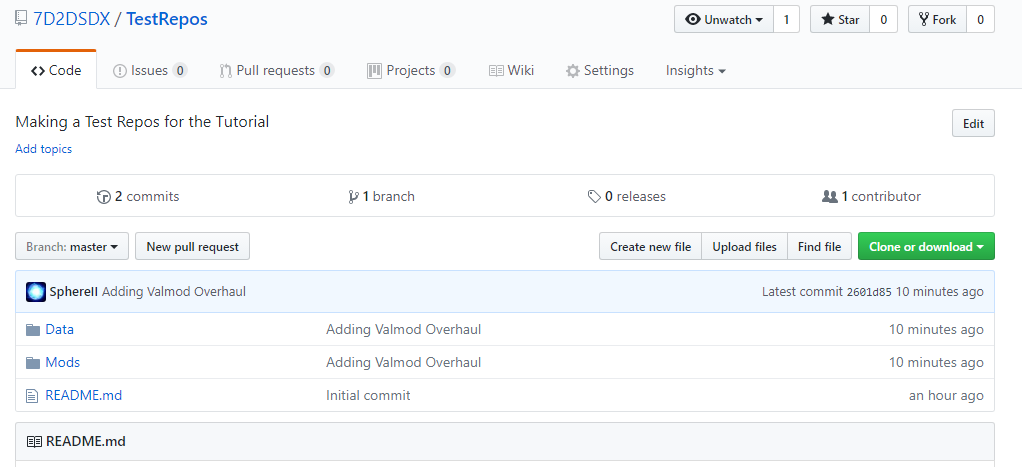 7D2DSDX / TestRepos Unwatch 1 Star 0 Fork 0
Code Issues 0 Pull requests 0 Projects 0 Wiki Settings Insights
Making a Test Repos for the Tutorial Edit
Add topics
2 commits 1 branch 0 releases 1 contributor
Branch: master New pull request Create new file Upload files Find file Clone or download
SphereII Adding Valmod Overhaul Latest commit 2601d85 10 minutes ago
Data Adding Valmod Overhaul 10 minutes ago
Mods Adding Valmod Overhaul 10 minutes ago
README.md Initial commit an hour ago
README.md